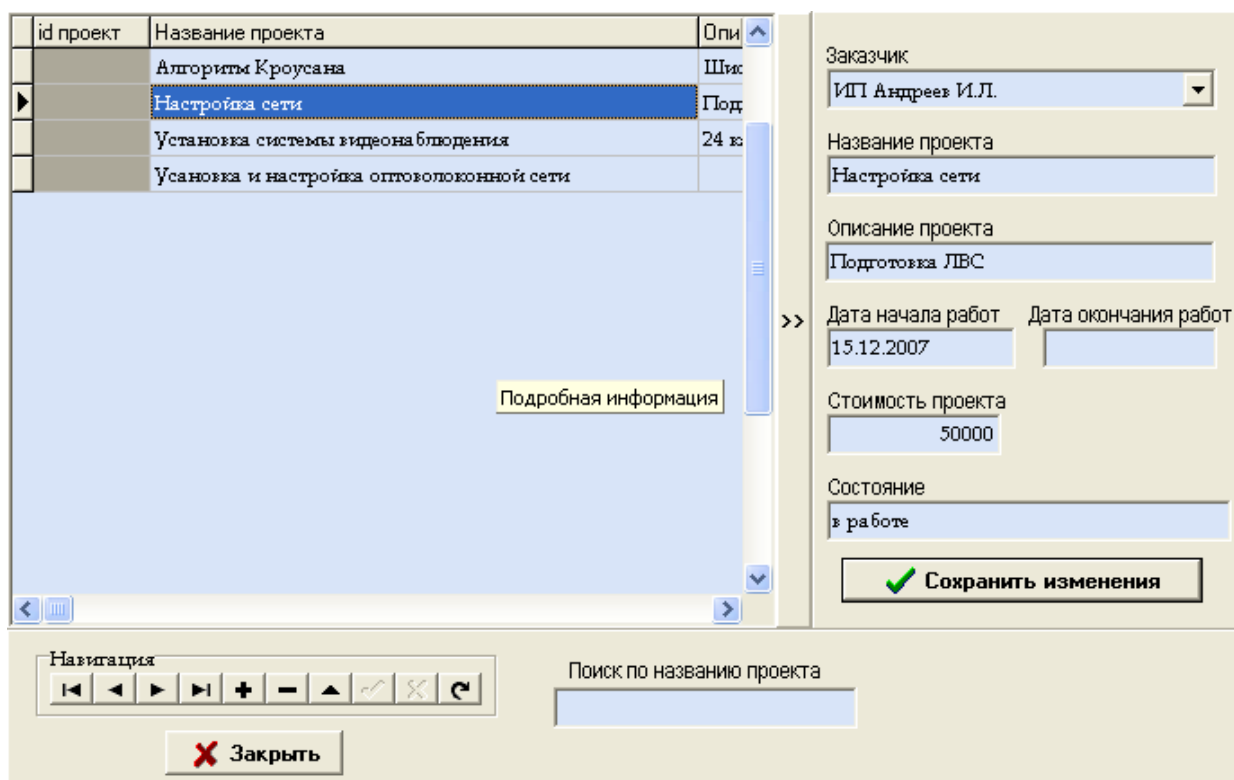 id проект Название проекта Опи
Алгоритм Кроусана Шис
Настройка сети Под
Установка системы видеонаблюдения 24 к
Усановка и настройка оптоволоконной сети
>>
Подробная информация
Заказчик
ИП Андреев И.Л.
Название проекта
Настройка сети
Описание проекта
Подготовка ЛВС
Дата начала работ Дата окончания работ
15.12.2007
Стоимость проекта
50000
Состояние
в работе
Сохранить изменения
Навигация
Поиск по названию проекта
Закрыть